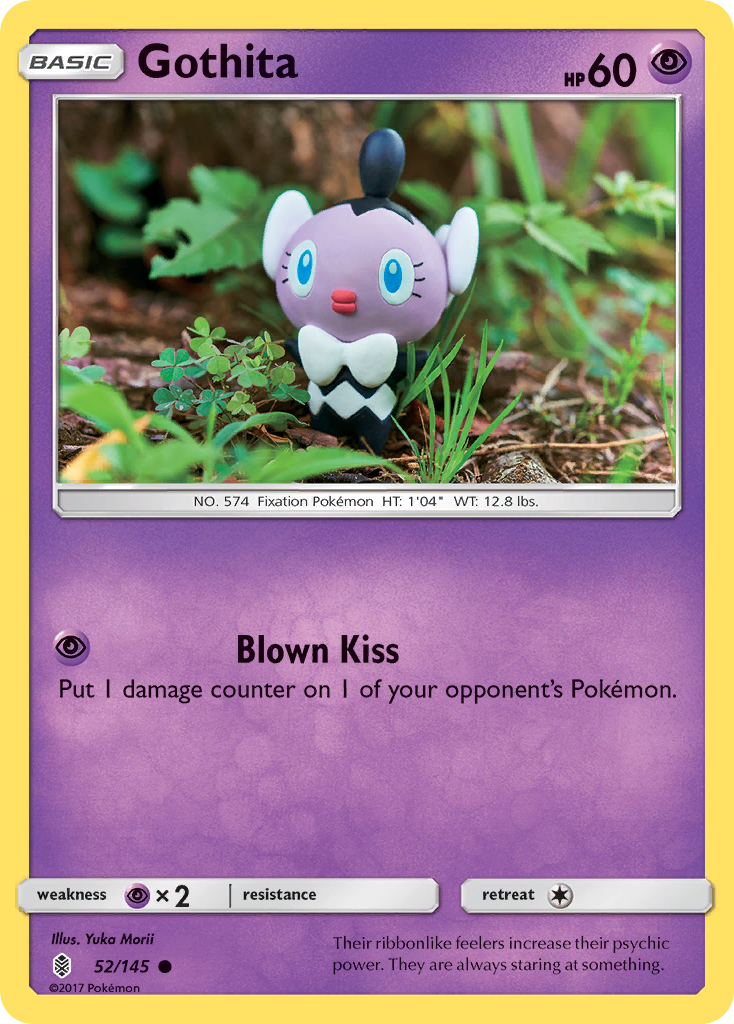 BASIC Gothita HP60
NO. 574 Fixation Pokémon HT: 1'04" WT: 12.8 lbs.
Blown Kiss
Put 1 damage counter on 1 of your opponent's Pokémon.
weakness ×2 resistance retreat
Illus. Yuka Morii
52/145
©2017 Pokémon
Their ribbonlike feelers increase their psychic
power. They are always staring at something.